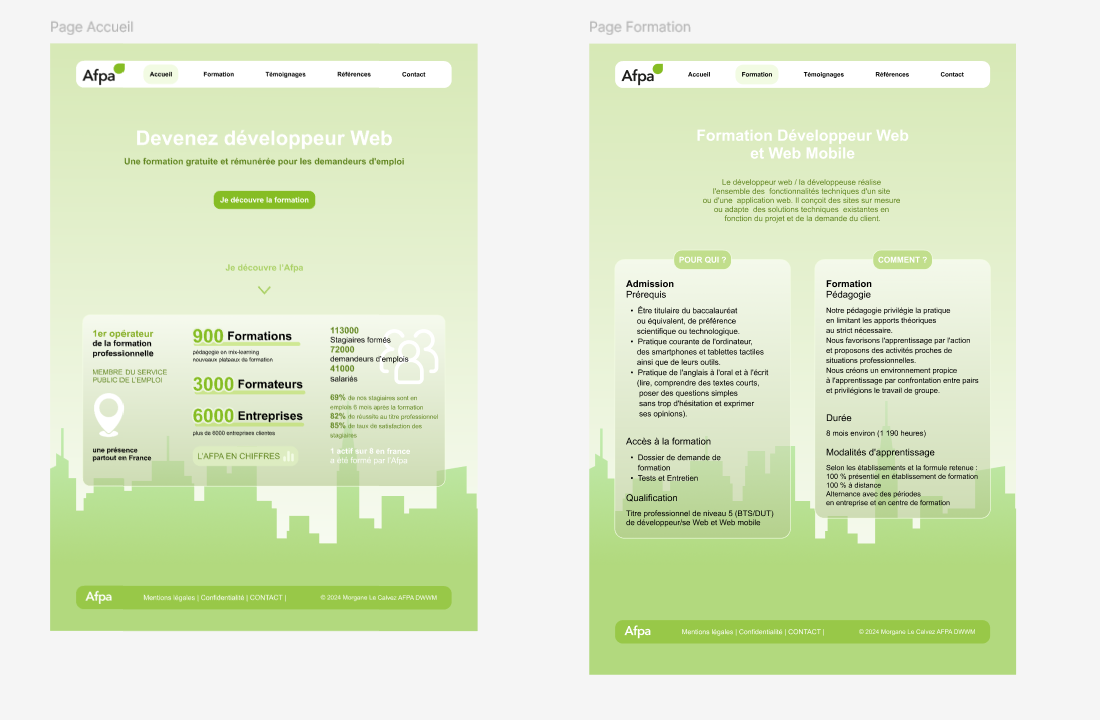 Page Accueil
Afpa
Accueil
Formation
Témoignages
Références
Contact
Devenez développeur Web
Une formation gratuite et rémunérée pour les demandeurs d'emploi
Je découvre la formation
Je découvre l'Afpa
1er opérateur
de la formation
professionnelle
MEMBRE DU SERVICE
PUBLIC DE L'EMPLOI
une présence
partout en France
900 Formations
pédagogie en mix-learning
nouveaux plateaux de formation
3000 Formateurs
6000 Entreprises
plus de 6000 entreprises clientes
L'AFPA EN CHIFFRES
113000
Stagiaires formés
72000
demandeurs d'emplois
41000
salariés
69% de nos stagiaires sont en
emplois 6 mois après la formation
82% de réussite au titre professionnel
85% de taux de satisfaction des
stagiaires
1 actif sur 8 en france
a été formé par l'Afpa
Afpa
Mentions légales | Confidentialité | CONTACT |
© 2024 Morgane Le Calvez AFPA DWWM
Page Formation
Afpa
Accueil
Formation
Témoignages
Références
Contact
Formation Développeur Web
et Web Mobile
Le développeur web / la développeuse réalise
l'ensemble des fonctionnalités techniques d'un site
ou d'une application web. Il conçoit des sites sur mesure
ou adapte des solutions techniques existantes en
fonction du projet et de la demande du client.
POUR QUI ?
Admission
Prérequis
• Être titulaire du baccalauréat
ou équivalent, de préférence
scientifique ou technologique.
• Pratique courante de l'ordinateur,
des smartphones et tablettes tactiles
ainsi que de leurs outils.
• Pratique de l'anglais à l'oral et à l'écrit
(lire, comprendre des textes courts,
poser des questions simples
sans trop d'hésitation et exprimer
ses opinions).
Accès à la formation
• Dossier de demande de
formation
• Tests et Entretien
Qualification
Titre professionnel de niveau 5 (BTS/DUT)
de développeur/se Web et Web mobile
COMMENT ?
Formation
Pédagogie
Notre pédagogie privilégie la pratique
en limitant les apports théoriques
au strict nécessaire.
Nous favorisons l'apprentissage par l'action
et proposons des activités proches de
situations professionnelles.
Nous créons un environnement propice
à l'apprentissage par confrontation entre pairs
et privilégions le travail de groupe.
Durée
8 mois environ (1 190 heures)
Modalités d'apprentissage
Selon les établissements et la formule retenue :
100 % présentiel en établissement de formation
100 % à distance
Alternance avec des périodes
en entreprise et en centre de formation
Afpa
Mentions légales | Confidentialité | CONTACT |
© 2024 Morgane Le Calvez AFPA DWWM